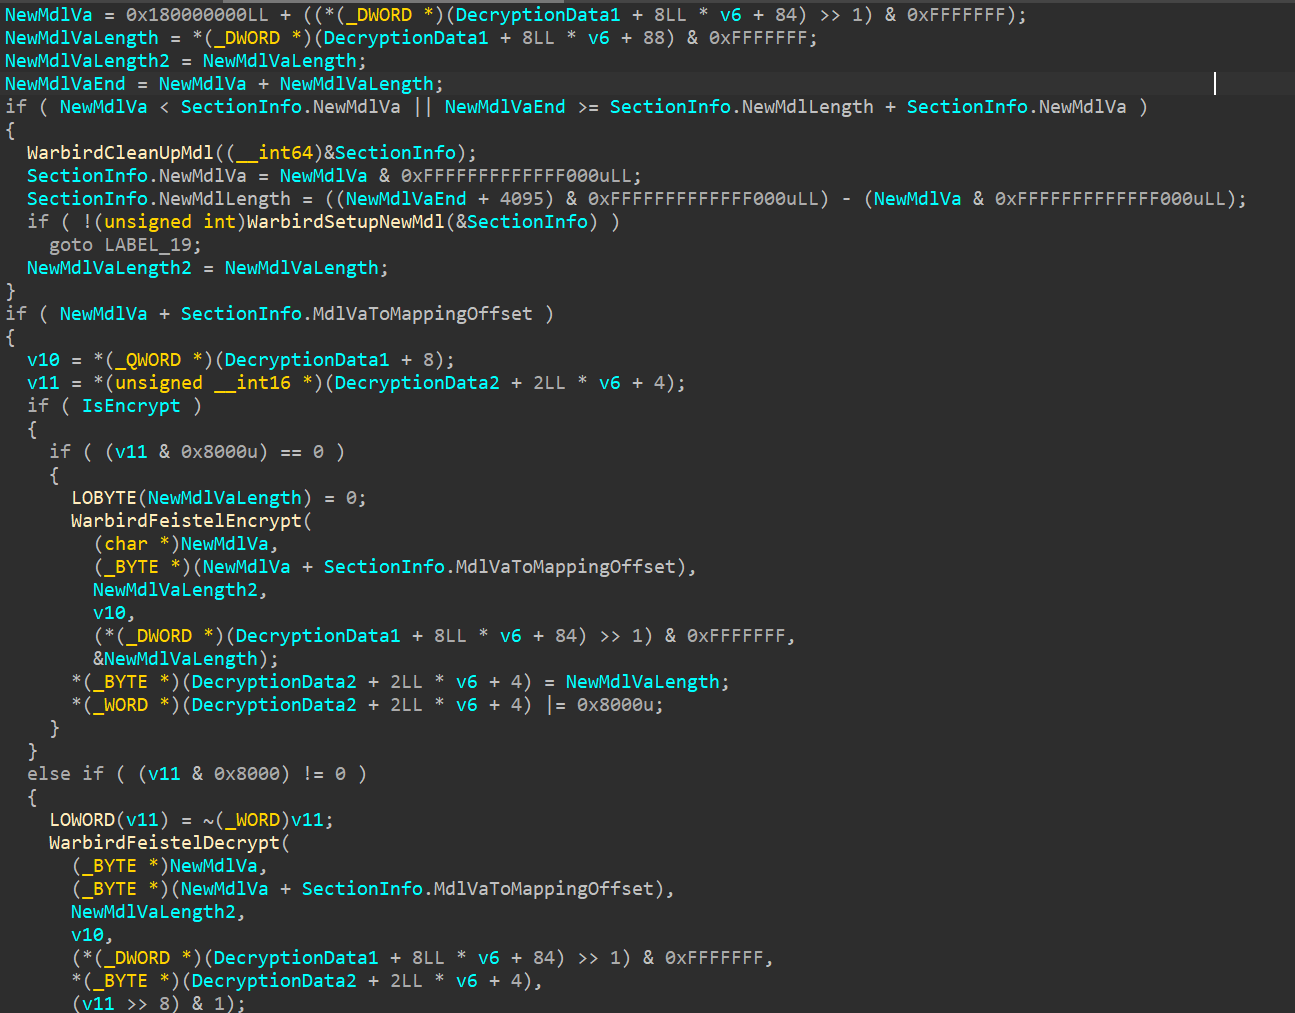 NewMdlVa = 0x180000000LL + ((*(_DWORD *)(DecryptionData1 + 8LL * v6 + 84) >> 1) & 0xFFFFFFF);
NewMdlVaLength = *(_DWORD *)(DecryptionData1 + 8LL * v6 + 88) & 0xFFFFFFF;
NewMdlVaLength2 = NewMdlVaLength;
NewMdlVaEnd = NewMdlVa + NewMdlVaLength;
if ( NewMdlVa < SectionInfo.NewMdlVa || NewMdlVaEnd >= SectionInfo.NewMdlLength + SectionInfo.NewMdlVa )
{
  WarbirdCleanUpMdl((__int64)&SectionInfo);
  SectionInfo.NewMdlVa = NewMdlVa & 0xFFFFFFFFFFFFF000uLL;
  SectionInfo.NewMdlLength = ((NewMdlVaEnd + 4095) & 0xFFFFFFFFFFFFF000uLL) - (NewMdlVa & 0xFFFFFFFFFFFFF000uLL);
  if ( !(unsigned int)WarbirdSetupNewMdl(&SectionInfo) )
    goto LABEL_19;
  NewMdlVaLength2 = NewMdlVaLength;
}
if ( NewMdlVa + SectionInfo.MdlVaToMappingOffset )
{
  v10 = *(_QWORD *)(DecryptionData1 + 8);
  v11 = *(unsigned __int16 *)(DecryptionData2 + 2LL * v6 + 4);
  if ( IsEncrypt )
  {
    if ( (v11 & 0x8000u) == 0 )
    {
      LOBYTE(NewMdlVaLength) = 0;
      WarbirdFeistelEncrypt(
        (char *)NewMdlVa,
        (_BYTE *)(NewMdlVa + SectionInfo.MdlVaToMappingOffset),
        NewMdlVaLength2,
        v10,
        (*(_DWORD *)(DecryptionData1 + 8LL * v6 + 84) >> 1) & 0xFFFFFFF,
        &NewMdlVaLength);
      *(_BYTE *)(DecryptionData2 + 2LL * v6 + 4) = NewMdlVaLength;
      *(_WORD *)(DecryptionData2 + 2LL * v6 + 4) |= 0x8000u;
    }
  }
  else if ( (v11 & 0x8000) != 0 )
  {
    LOWORD(v11) = ~(_WORD)v11;
    WarbirdFeistelDecrypt(
      (_BYTE *)NewMdlVa,
      (_BYTE *)(NewMdlVa + SectionInfo.MdlVaToMappingOffset),
      NewMdlVaLength2,
      v10,
      (*(_DWORD *)(DecryptionData1 + 8LL * v6 + 84) >> 1) & 0xFFFFFFF,
      *(_BYTE *)(DecryptionData2 + 2LL * v6 + 4),
      (v11 >> 8) & 1);